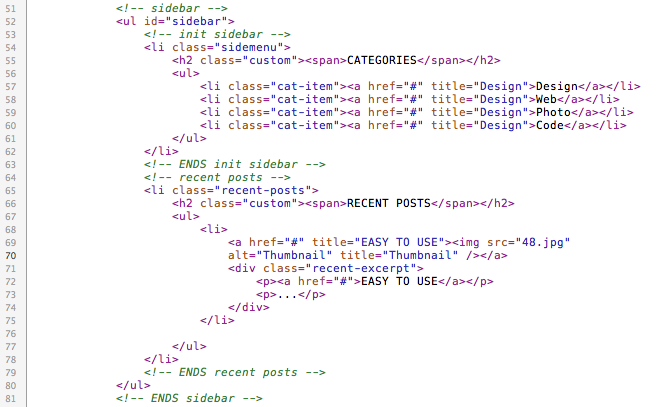 51 <!-- sidebar -->
52 <ul id="sidebar">
53 <!-- init sidebar -->
54 <li class="sidemenu">
55 <h2 class="custom"><span>CATEGORIES</span></h2>
56 <ul>
57 <li class="cat-item"><a href="#" title="Design">Design</a></li>
58 <li class="cat-item"><a href="#" title="Design">Web</a></li>
59 <li class="cat-item"><a href="#" title="Design">Photo</a></li>
60 <li class="cat-item"><a href="#" title="Design">Code</a></li>
61 </ul>
62 </li>
63 <!-- ENDS init sidebar -->
64 <!-- recent posts -->
65 <li class="recent-posts">
66 <h2 class="custom"><span>RECENT POSTS</span></h2>
67 <ul>
68 <li>
69 <a href="#" title="EASY TO USE"><img src="48.jpg"
70 alt="Thumbnail" title="Thumbnail" /></a>
71 <div class="recent-excerpt">
72 <p><a href="#">EASY TO USE</a></p>
73 <p>...</p>
74 </div>
75 </li>
76
77 </ul>
78 </li>
79 <!-- ENDS recent posts -->
80 </ul>
81 <!-- ENDS sidebar -->